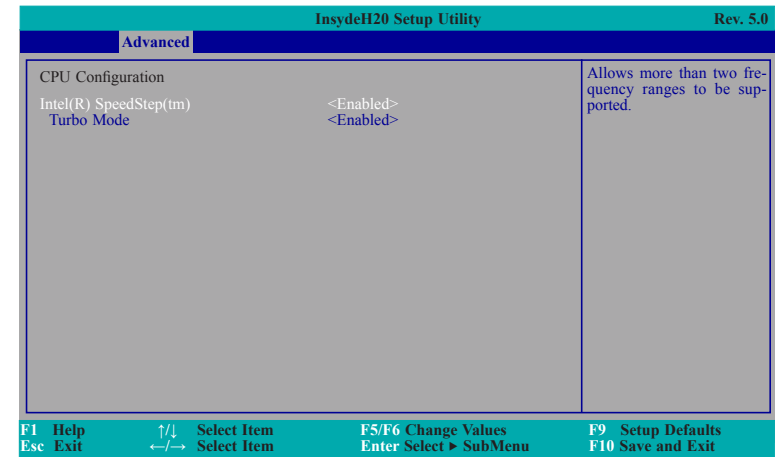 InsydeH20 Setup Utility Rev. 5.0
Advanced
CPU Configuration
Intel(R) SpeedStep(tm) <Enabled>
Turbo Mode <Enabled>
Allows more than two fre-
quency ranges to be sup-
ported.
F1 Help ↑/↓ Select Item F5/F6 Change Values F9 Setup Defaults
Esc Exit ←/→ Select Item Enter Select ► SubMenu F10 Save and Exit